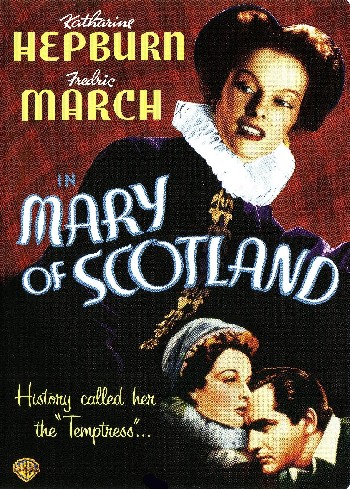 Katharine
HEPBURN
Fredric
MARCH
IN
MARY
OF SCOTLAND
History called her
the "Temptress"...